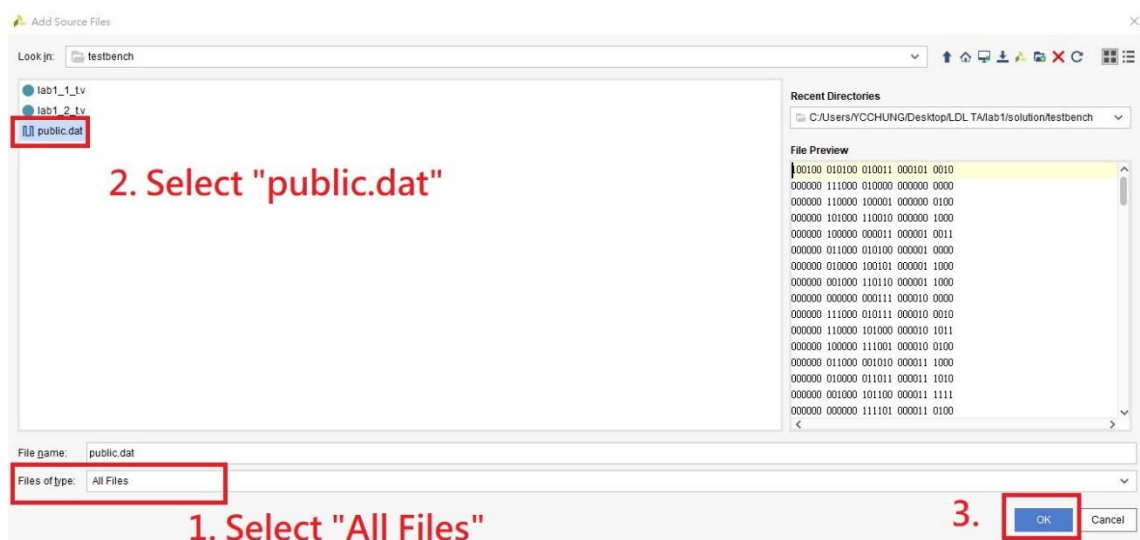 Add Source Files
Look in: testbench
lab1_1_t.v
lab1_2_t.v
public.dat
2. Select "public.dat"
Recent Directories
C:/Users/YCCHUNG/Desktop/LDL TA/lab1/solution/testbench
File Preview
100100 010100 010011 000101 0010
000000 111000 010000 000000 0000
000000 110000 100001 000000 0100
000000 101000 110010 000000 1000
000000 100000 000011 000001 0011
000000 011000 010100 000001 0000
000000 010000 100101 000001 1000
000000 001000 110110 000001 1000
000000 000000 000111 000010 0000
000000 111000 010111 000010 0010
000000 110000 101000 000010 1011
000000 100000 111001 000010 0100
000000 011000 001010 000011 1000
000000 010000 011011 000011 1010
000000 001000 101100 000011 1111
000000 000000 111101 000011 0100
File name: public.dat
Files of type: All Files
1. Select "All Files"
3.
OK
Cancel